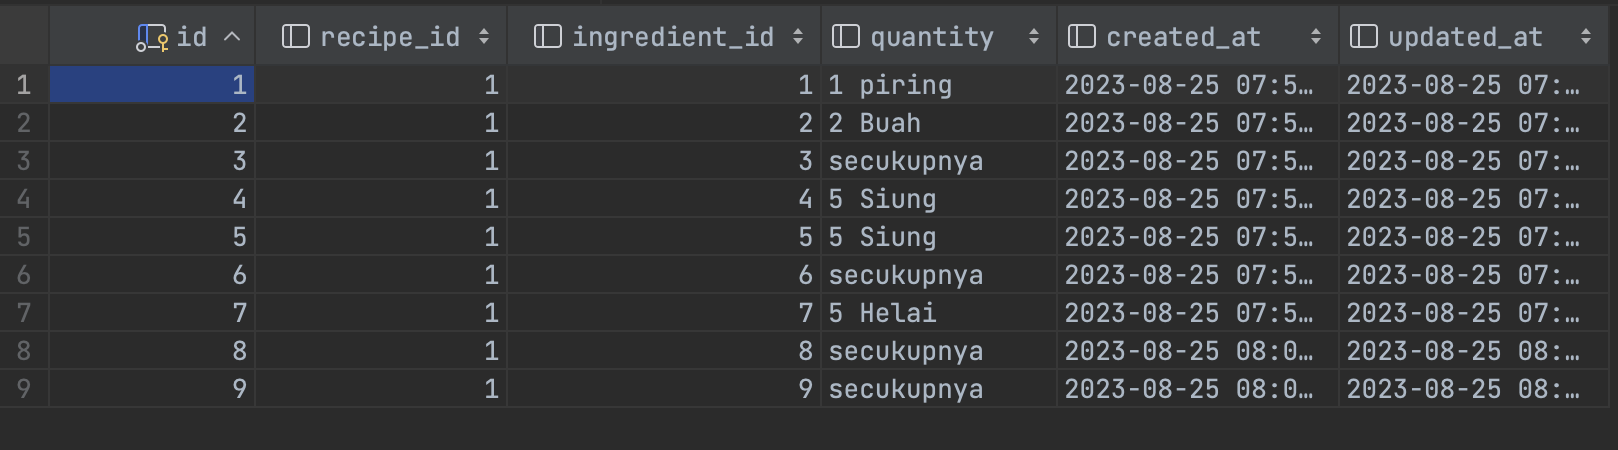 id recipe_id ingredient_id quantity created_at updated_at
1 1 1 1 1 piring 2023-08-25 07:5… 2023-08-25 07:…
2 2 1 2 2 Buah 2023-08-25 07:5… 2023-08-25 07:…
3 3 1 3 secukupnya 2023-08-25 07:5… 2023-08-25 07:…
4 4 1 4 5 Siung 2023-08-25 07:5… 2023-08-25 07:…
5 5 1 5 5 Siung 2023-08-25 07:5… 2023-08-25 07:…
6 6 1 6 secukupnya 2023-08-25 07:5… 2023-08-25 07:…
7 7 1 7 5 Helai 2023-08-25 07:5… 2023-08-25 07:…
8 8 1 8 secukupnya 2023-08-25 08:0… 2023-08-25 08:…
9 9 1 9 secukupnya 2023-08-25 08:0… 2023-08-25 08:…